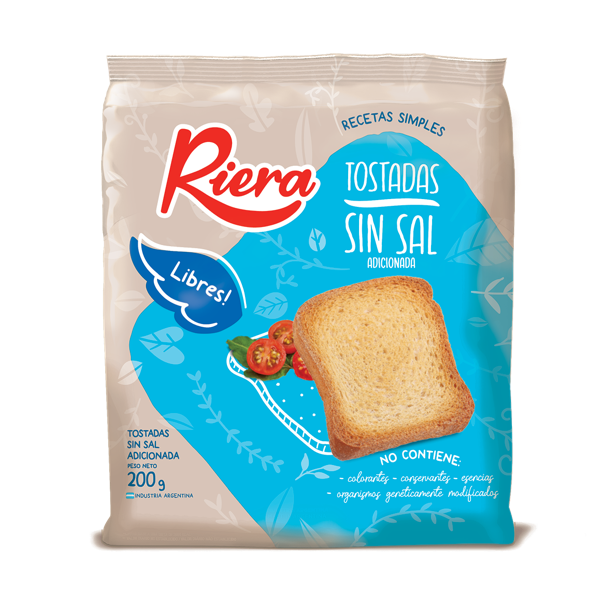 Riera
RECETAS SIMPLES
TOSTADAS
SIN SAL
ADICIONADA
Libres!
TOSTADAS
SIN SAL
ADICIONADA
PESO NETO
200g
INDUSTRIA ARGENTINA
NO CONTIENE:
- colorantes - conservantes - esencias
- organismos genéticamente modificados